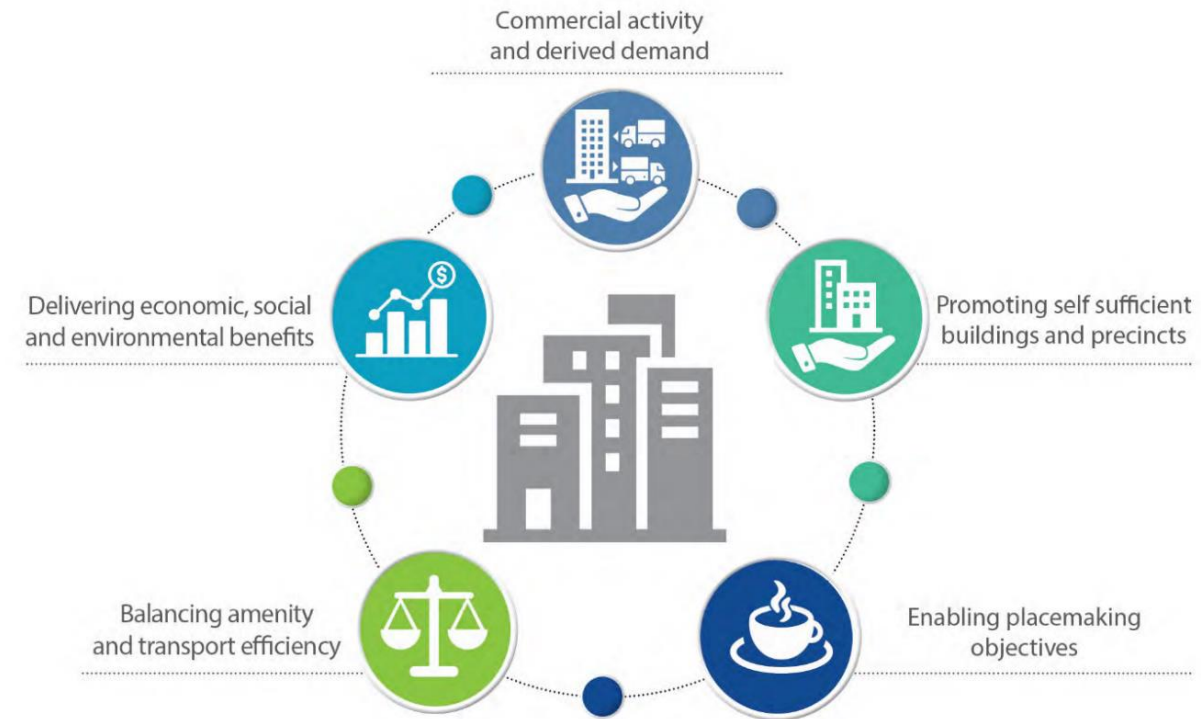 Commercial activity
and derived demand
Delivering economic, social
and environmental benefits
$
Promoting self sufficient
buildings and precincts
Balancing amenity
and transport efficiency
Enabling placemaking
objectives